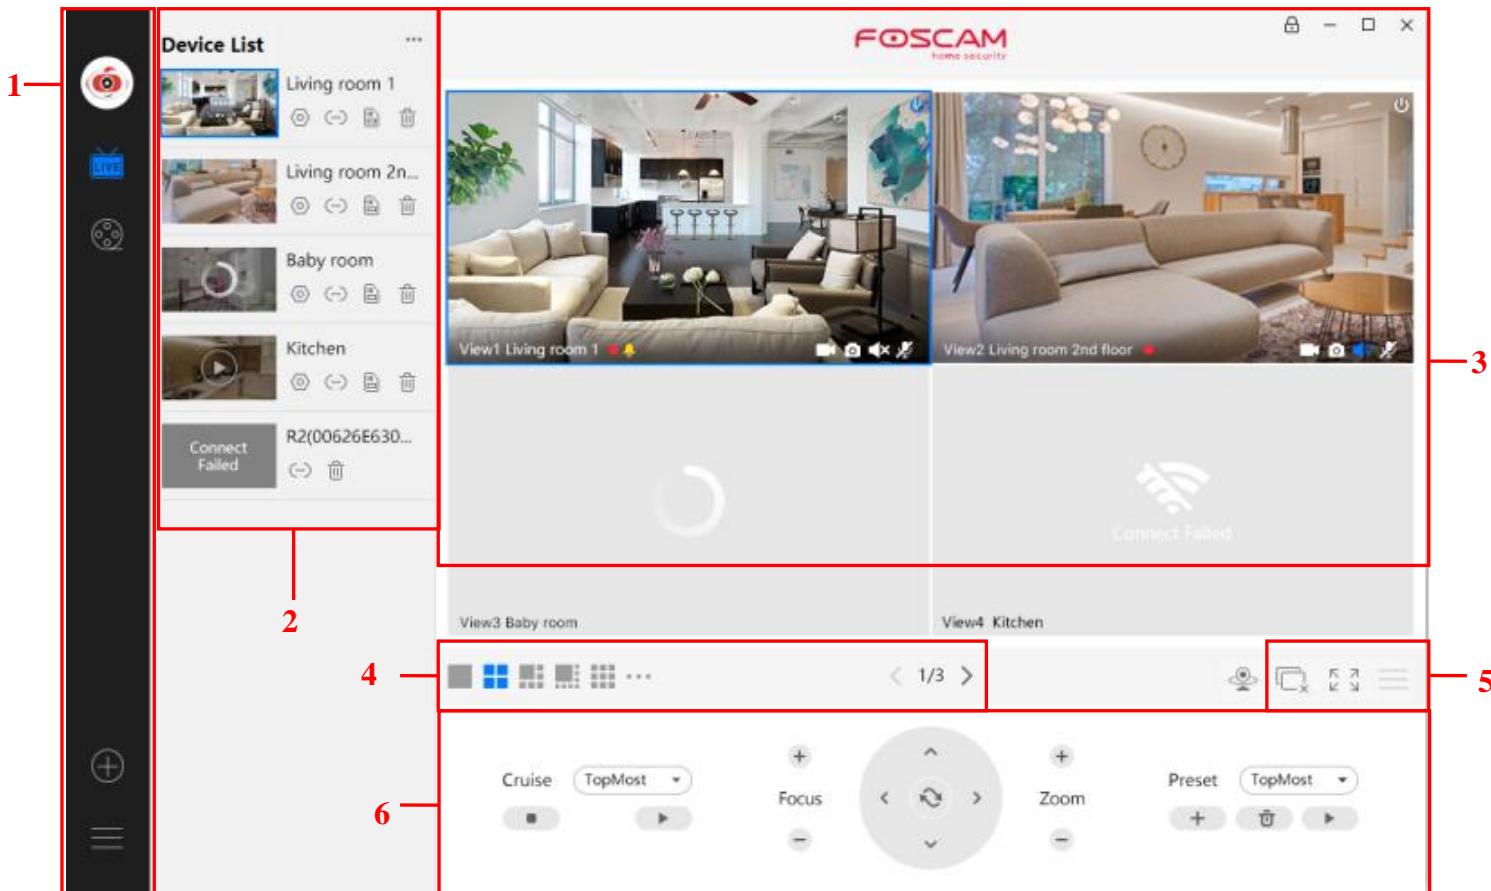 1
LIVE
Device List
...
Living room 1
Living room 2n...
Baby room
Kitchen
Connect
Failed
R2(00626E630...
2
FOSCAM
home security
View1 Living room 1
View2 Living room 2nd floor
3
Connect Failed
View3 Baby room
View4 Kitchen
4
...
1/3
5
6
Cruise
TopMost
Focus
Zoom
Preset
TopMost